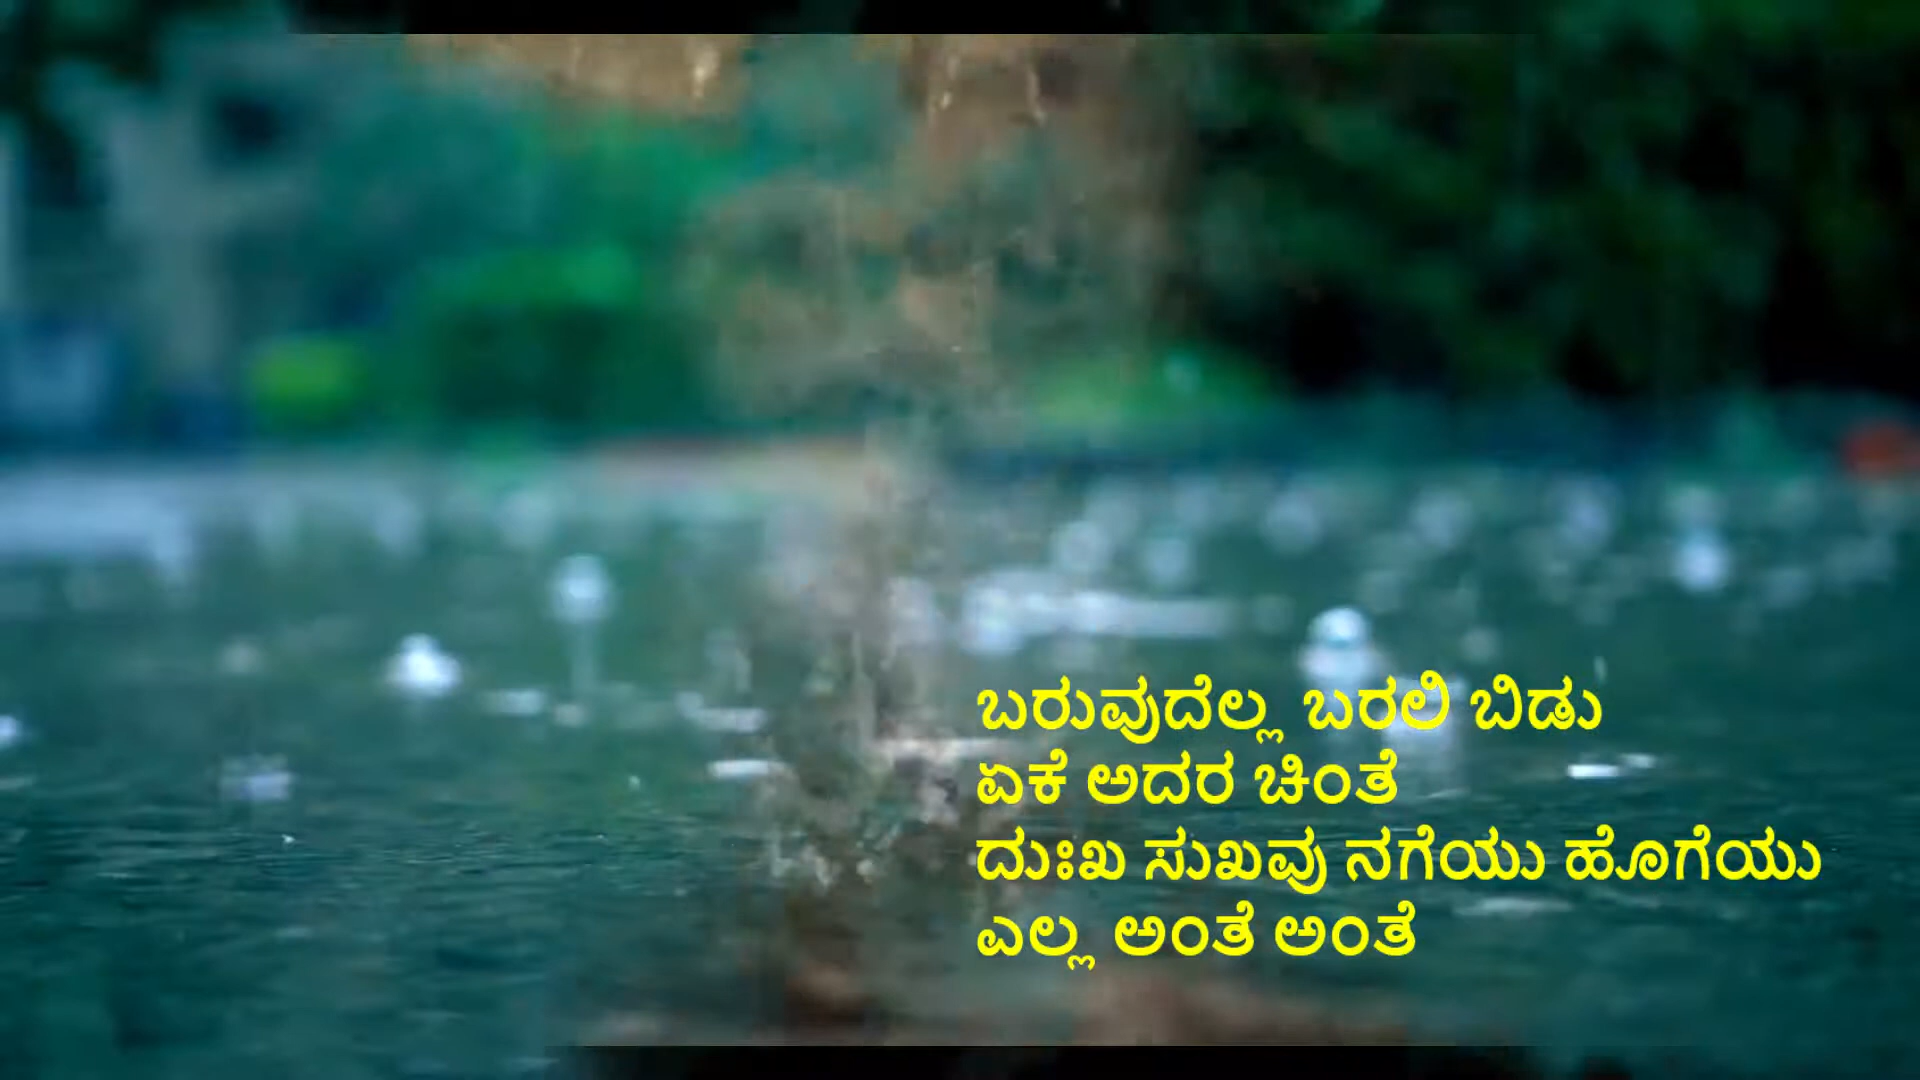 ಬರುವುದೆಲ್ಲ ಬರಲಿ ಬಿಡು
ಏಕೆ ಅದರ ಚಿಂತೆ
ದುಃಖ ಸುಖವು ನಗೆಯು ಹೊಗೆಯು
ಎಲ್ಲ ಅಂತೆ ಅಂತೆ